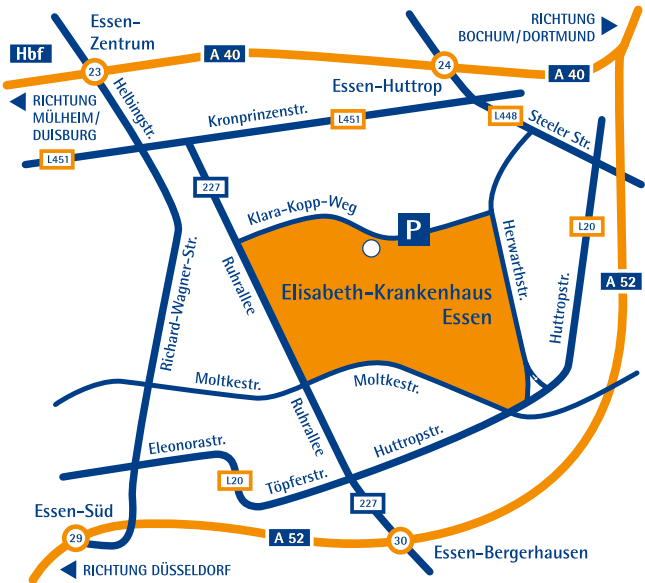 Essen-
Zentrum
RICHTUNG
BOCHUM/DORTMUND
Hbf
A 40
24
23
A 40
Essen-Huttrop
RICHTUNG
MÜLHEIM/
DUISBURG
Helbingstr.
Kronprinzenstr.
L451
L448
Steeler Str.
L451
227
Klara-Kopp-Weg
P
Herwarthstr.
L20
Richard-Wagner-Str.
Ruhrallee
Elisabeth-Krankenhaus
Essen
Huttropstr.
A 52
Moltkestr.
Moltkestr.
Ruhrallee
Eleonorastr.
Huttropstr.
L20
Töpferstr.
227
Essen-Süd
29
A 52
30
Essen-Bergerhausen
RICHTUNG DÜSSELDORF